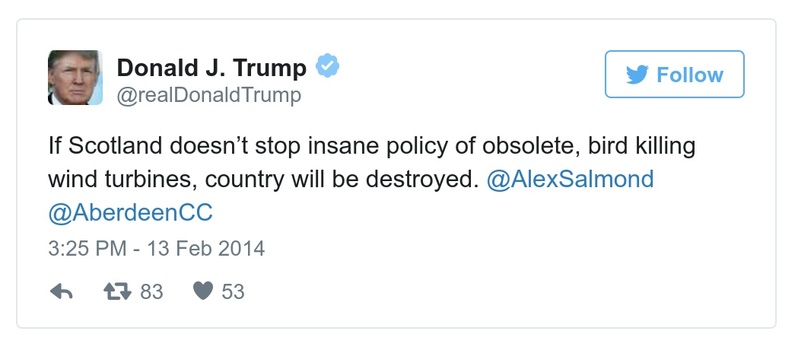 Donald J. Trump
@realDonaldTrump
Follow
If Scotland doesn’t stop insane policy of obsolete, bird killing
wind turbines, country will be destroyed. @AlexSalmond
@AberdeenCC
3:25 PM - 13 Feb 2014
83 53